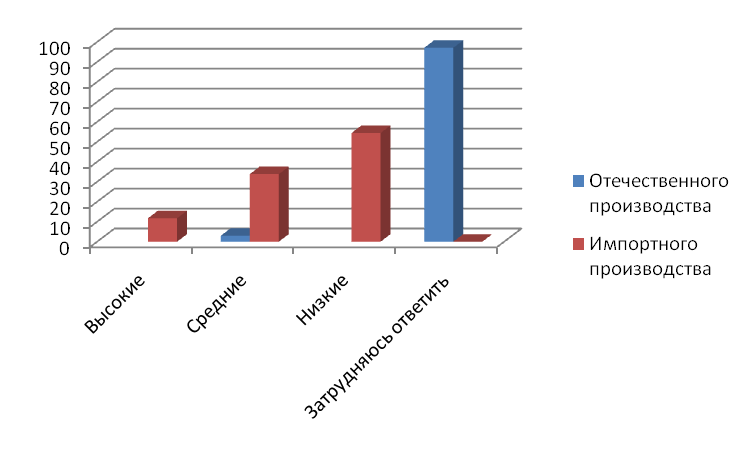 100
90
80
70
60
50
40
30
20
10
0
Высокие
Средние
Низкие
Затрудняюсь ответить
Отечественного
производства
Импортного
производства